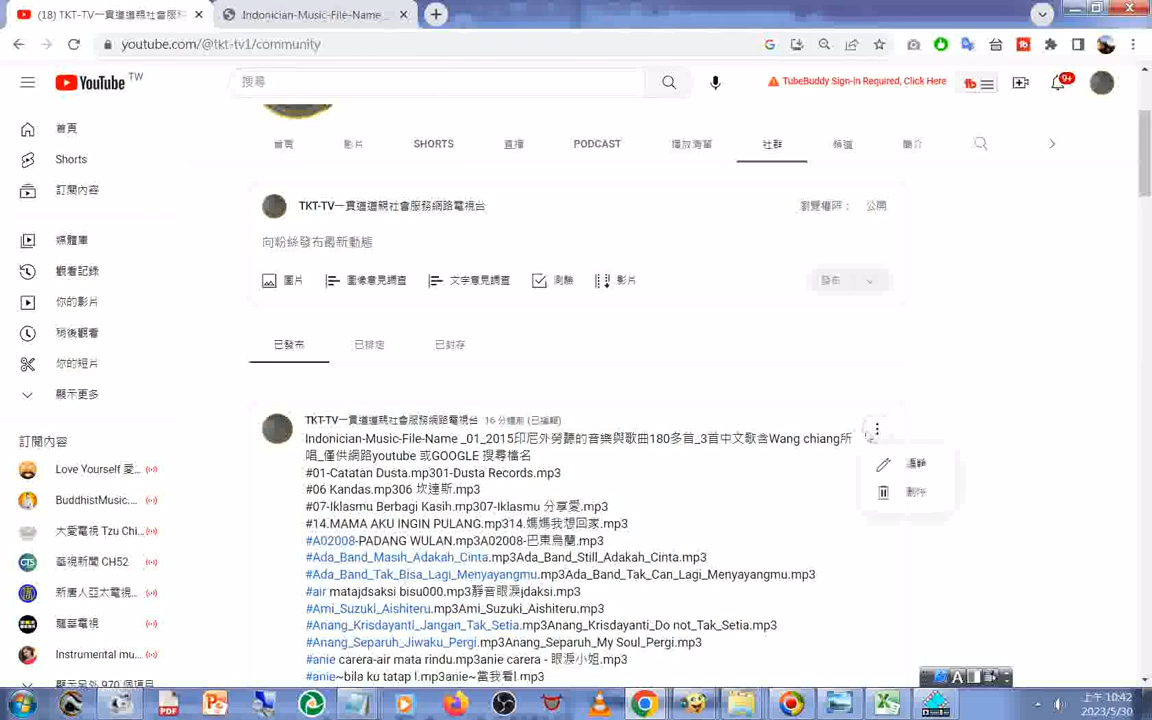 (18) TKT-TV一貫道道親社會服務
Indonician-Music-File-Name
youtube.com/@tkt-tv1/community
YouTube TW
搜尋
TubeBuddy Sign-in Required, Click Here
9+
首頁
Shorts
訂閱內容
媒體庫
觀看記錄
你的影片
稍後觀看
你的短片
顯示更多
訂閱內容
Love Yourself 愛...
BuddhistMusic....
大愛電視 Tzu Chi...
華視新聞 CH52
新唐人亞太電視...
龍華電視
Instrumental mu...
顯示另外 970 個項目
首頁 影片 SHORTS 直播 PODCAST 播放清單 社群 頻道 簡介
TKT-TV一貫道道親社會服務網路電視台
瀏覽權限： 公開
向粉絲發布最新動態
圖片 圖像意見調查 文字意見調查 測驗 影片 發布
已發布 已排定 已封存
TKT-TV一貫道道親社會服務網路電視台 16 分鐘前 (已編輯)
Indonician-Music-File-Name _01_2015印尼外勞聽的音樂與歌曲180多首_3首中文歌含Wang chiang所
唱_僅供網路youtube 或GOOGLE 搜尋檔名
#01-Catatan Dusta.mp301-Dusta Records.mp3
#06 Kandas.mp306 坎達斯.mp3
#07-Iklasmu Berbagi Kasih.mp307-Iklasmu 分享愛.mp3
#14.MAMA AKU INGIN PULANG.mp314.媽媽我想回家.mp3
#A02008-PADANG WULAN.mp3A02008-巴東烏蘭.mp3
#Ada_Band_Masih_Adakah_Cinta.mp3Ada_Band_Still_Adakah_Cinta.mp3
#Ada_Band_Tak_Bisa_Lagi_Menyayangmu.mp3Ada_Band_Tak_Can_Lagi_Menyayangmu.mp3
#air matajdsaksi bisu000.mp3靜音眼淚jdaksi.mp3
#Ami_Suzuki_Aishiteru.mp3Ami_Suzuki_Aishiteru.mp3
#Anang_Krisdayanti_Jangan_Tak_Setia.mp3Anang_Krisdayanti_Do not_Tak_Setia.mp3
#Anang_Separuh_Jiwaku_Pergi.mp3Anang_Separuh_My Soul_Pergi.mp3
#anie carera-air mata rindu.mp3anie carera - 眼淚小姐.mp3
#anie~bila ku tatap l.mp3anie~當我看l.mp3
編輯
刪除
上午 10:42
2023/5/30